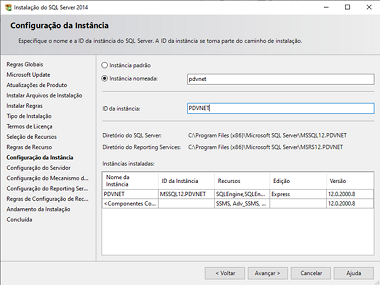 Instalação do SQL Server 2014
Configuração da Instância
Especifique o nome e a ID da instância do SQL Server. A ID da instância se torna parte do caminho de instalação.
Regras Globais
Microsoft Update
Atualizações de Produto
Instalar Arquivos de Instalação
Instalar Regras
Tipo de Instalação
Termos de Licença
Seleção de Recursos
Regras de Recurso
Configuração da Instância
Configuração do Servidor
Configuração do Mecanismo d...
Configuração do Reporting Ser...
Regras de Configuração de Rec...
Andamento da Instalação
Concluída
Instância padrão
Instância nomeada: pdvnet
ID da instância: PDVNET
Diretório do SQL Server: C:\Program Files (x86)\Microsoft SQL Server\MSSQL12.PDVNET
Diretório do Reporting Services: C:\Program Files (x86)\Microsoft SQL Server\MSRS12.PDVNET
Instâncias instaladas:
Nome da Instância ID da Instância Recursos Edição Versão
PDVNET MSSQL12.PDVNET SQLEngine,SQLEn... Express 12.0.2000.8
<Componentes Co... SSMS, Adv_SSMS, ... 12.0.2000.8
< Voltar Avançar > Cancelar Ajuda